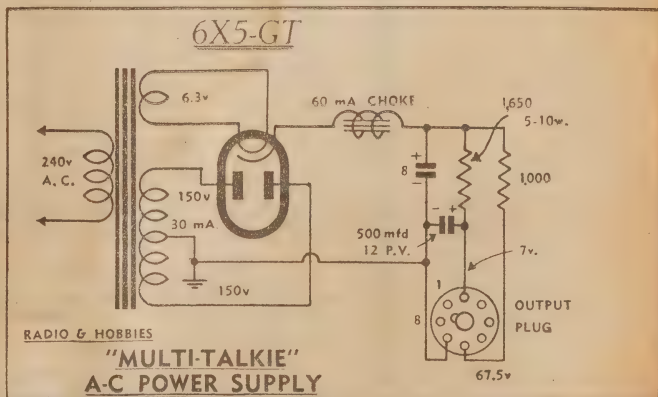 6X5-GT
6.3v
60 mA CHOKE
1,650
5-10w.
240v
A. C.
150v
30 mA
150v
+
8
-
- +
500 mfd
12 P.V.
1,000
7v.
1
8
OUTPUT
PLUG
67.5v
RADIO & HOBBIES
"MULTI-TALKIE"
A-C POWER SUPPLY